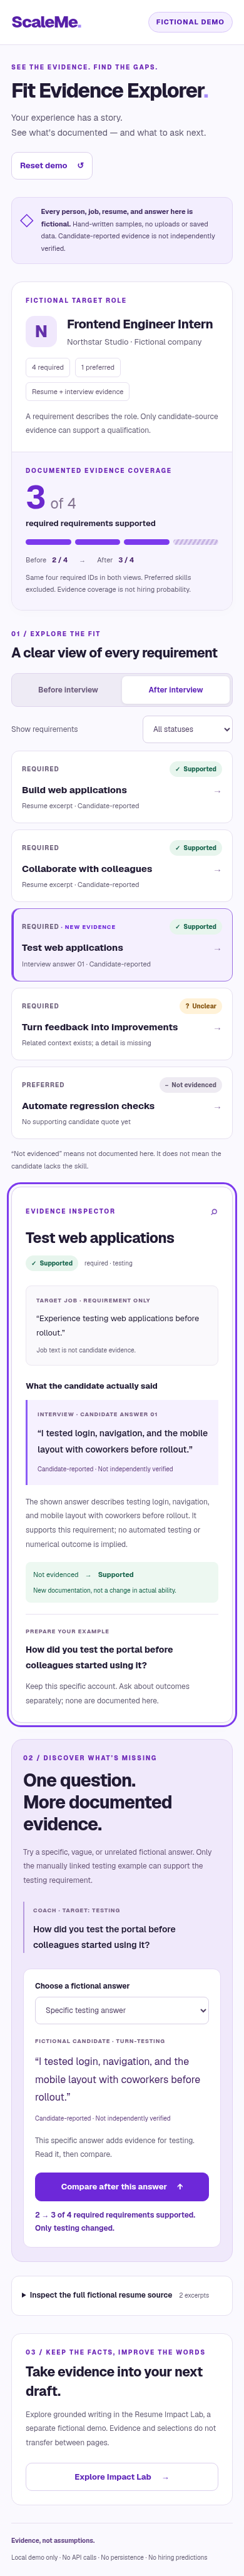 ScaleMe.
FICTIONAL DEMO
SEE THE EVIDENCE. FIND THE GAPS.
Fit Evidence Explorer.
Your experience has a story.
See what's documented — and what to ask next.
Reset demo ↺
Every person, job, resume, and answer here is
fictional. Hand-written samples, no uploads or saved
data. Candidate-reported evidence is not independently
verified.
FICTIONAL TARGET ROLE
N
Frontend Engineer Intern
Northstar Studio · Fictional company
4 required
1 preferred
Resume + interview evidence
A requirement describes the role. Only candidate-source
evidence can support a qualification.
DOCUMENTED EVIDENCE COVERAGE
3 of 4
required requirements supported
Before 2 / 4 → After 3 / 4
Same four required IDs in both views. Preferred skills
excluded. Evidence coverage is not hiring probability.
01 / EXPLORE THE FIT
A clear view of every requirement
Before interview
After interview
Show requirements
All statuses
REQUIRED
✓ Supported
Build web applications →
Resume excerpt · Candidate-reported
REQUIRED
✓ Supported
Collaborate with colleagues →
Resume excerpt · Candidate-reported
REQUIRED · NEW EVIDENCE
✓ Supported
Test web applications →
Interview answer 01 · Candidate-reported
REQUIRED
? Unclear
Turn feedback into improvements →
Related context exists; a detail is missing
PREFERRED
– Not evidenced
Automate regression checks →
No supporting candidate quote yet
"Not evidenced" means not documented here. It does not mean the
candidate lacks the skill.
EVIDENCE INSPECTOR
Test web applications
✓ Supported
required · testing
TARGET JOB · REQUIREMENT ONLY
"Experience testing web applications before
rollout."
Job text is not candidate evidence.
What the candidate actually said
INTERVIEW · CANDIDATE ANSWER 01
"I tested login, navigation, and the mobile
layout with coworkers before rollout."
Candidate-reported · Not independently verified
The shown answer describes testing login, navigation,
and mobile layout with coworkers before rollout. It
supports this requirement; no automated testing or
numerical outcome is implied.
Not evidenced → Supported
New documentation, not a change in actual ability.
PREPARE YOUR EXAMPLE
How did you test the portal before
colleagues started using it?
Keep this specific account. Ask about outcomes
separately; none are documented here.
02 / DISCOVER WHAT'S MISSING
One question.
More documented
evidence.
Try a specific, vague, or unrelated fictional answer. Only
the manually linked testing example can support the
testing requirement.
COACH · TARGET: TESTING
How did you test the portal before
colleagues started using it?
Choose a fictional answer
Specific testing answer
FICTIONAL CANDIDATE · TURN-TESTING
"I tested login, navigation, and the
mobile layout with coworkers before
rollout."
Candidate-reported · Not independently verified
This specific answer adds evidence for testing.
Read it, then compare.
Compare after this answer ↑
2 → 3 of 4 required requirements supported.
Only testing changed.
▶ Inspect the full fictional resume source 2 excerpts
03 / KEEP THE FACTS, IMPROVE THE WORDS
Take evidence into your next
draft.
Explore grounded writing in the Resume Impact Lab, a
separate fictional demo. Evidence and selections do not
transfer between pages.
Explore Impact Lab →
Evidence, not assumptions.
Local demo only · No API calls · No persistence · No hiring predictions